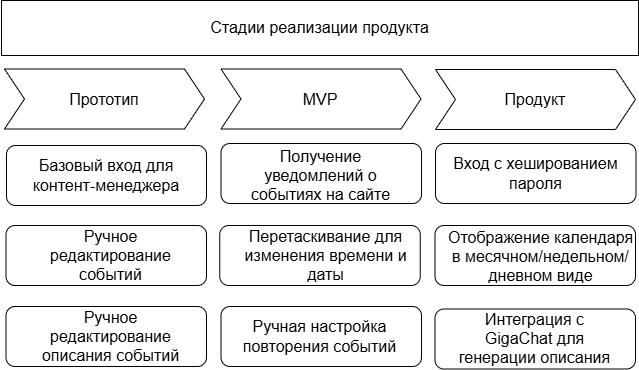 Стадии реализации продукта
Прототип
MVP
Продукт
Базовый вход для
контент-менеджера
Получение
уведомлений о
событиях на сайте
Вход с хешированием
пароля
Ручное
редактирование
событий
Перетаскивание для
изменения времени и
даты
Отображение календаря
в месячном/недельном/
дневном виде
Ручное
редактирование
описания событий
Ручная настройка
повторения событий
Интеграция с
GigaChat для
генерации описания